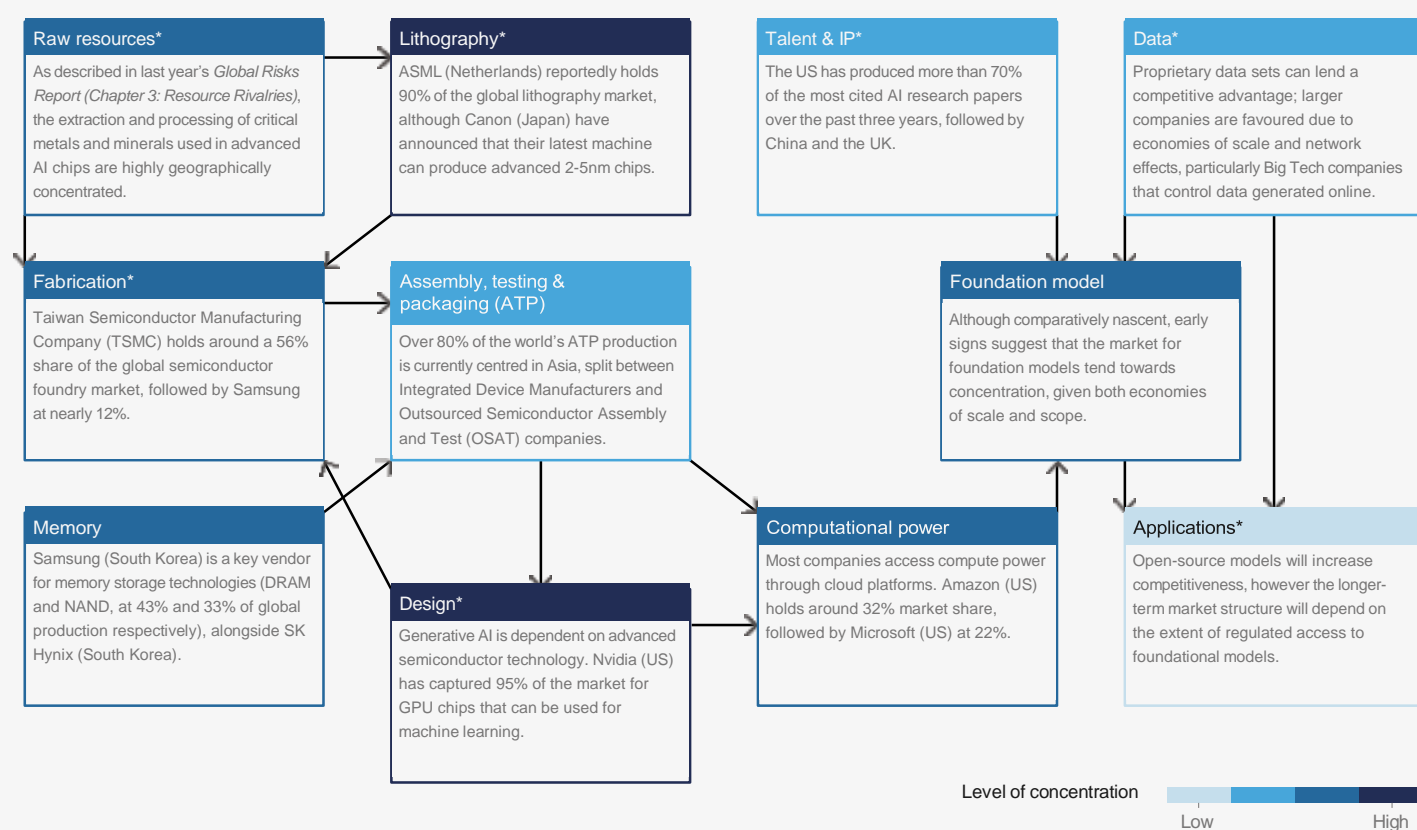 Raw resources*
As described in last year's Global Risks
Report (Chapter 3: Resource Rivalries),
the extraction and processing of critical
metals and minerals used in advanced
AI chips are highly geographically
concentrated.
Lithography*
ASML (Netherlands) reportedly holds
90% of the global lithography market,
although Canon (Japan) have
announced that their latest machine
can produce advanced 2-5nm chips.
Talent & IP*
The US has produced more than 70%
of the most cited AI research papers
over the past three years, followed by
China and the UK.
Data*
Proprietary data sets can lend a
competitive advantage; larger
companies are favoured due to
economies of scale and network
effects, particularly Big Tech companies
that control data generated online.
Fabrication*
Taiwan Semiconductor Manufacturing
Company (TSMC) holds around a 56%
share of the global semiconductor
foundry market, followed by Samsung
at nearly 12%.
Assembly, testing &
packaging (ATP)
Over 80% of the world's ATP production
is currently centred in Asia, split between
Integrated Device Manufacturers and
Outsourced Semiconductor Assembly
and Test (OSAT) companies.
Foundation model
Although comparatively nascent, early
signs suggest that the market for
foundation models tend towards
concentration, given both economies
of scale and scope.
Memory
Samsung (South Korea) is a key vendor
for memory storage technologies (DRAM
and NAND, at 43% and 33% of global
production respectively), alongside SK
Hynix (South Korea).
Design*
Generative AI is dependent on advanced
semiconductor technology. Nvidia (US)
has captured 95% of the market for
GPU chips that can be used for
machine learning.
Computational power
Most companies access compute power
through cloud platforms. Amazon (US)
holds around 32% market share,
followed by Microsoft (US) at 22%.
Applications*
Open-source models will increase
competitiveness, however the longer-
term market structure will depend on
the extent of regulated access to
foundational models.
Level of concentration
Low
High